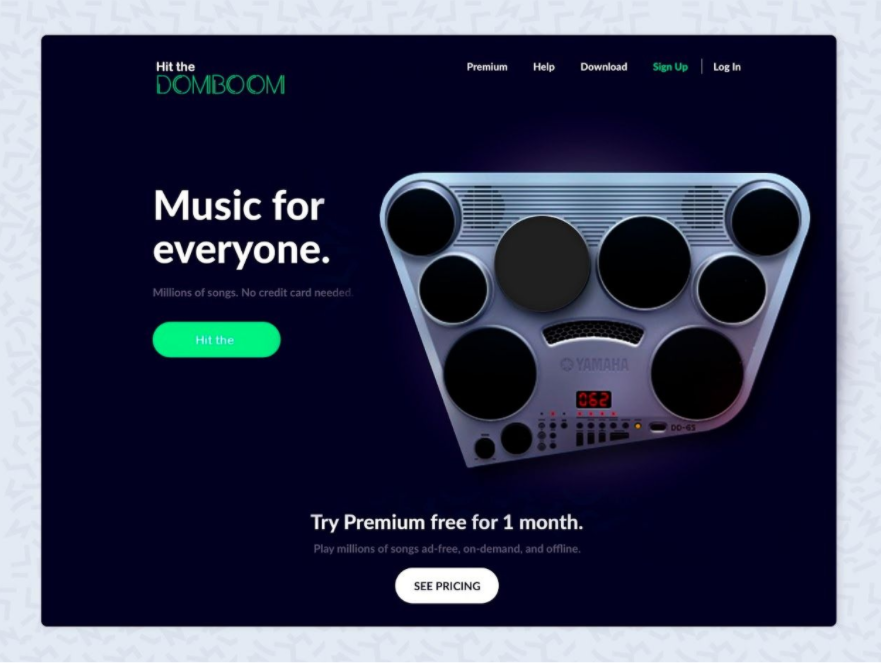 Hit the
DOMBOOM
Premium Help Download Sign Up Log In
Music for
everyone.
Millions of songs. No credit card needed.
Hit the
YAMAHA
062
DD-65
Try Premium free for 1 month.
Play millions of songs ad-free, on-demand, and offline.
SEE PRICING